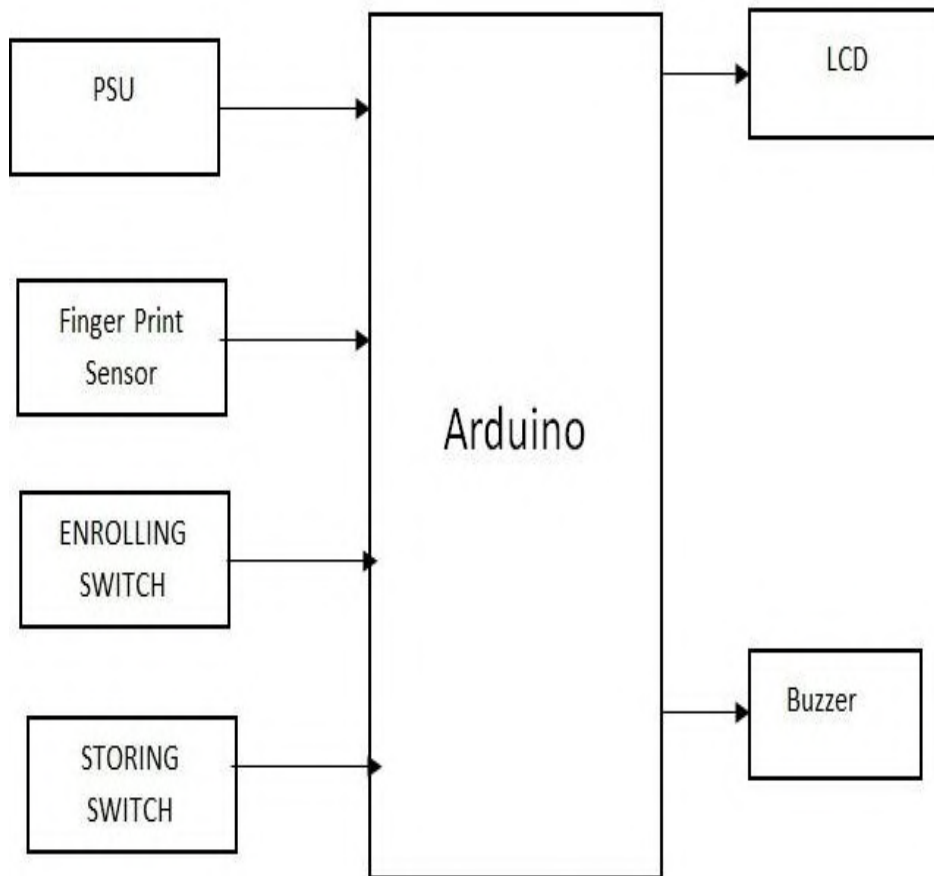 PSU
Finger Print
Sensor
ENROLLING
SWITCH
STORING
SWITCH
Arduino
LCD
Buzzer